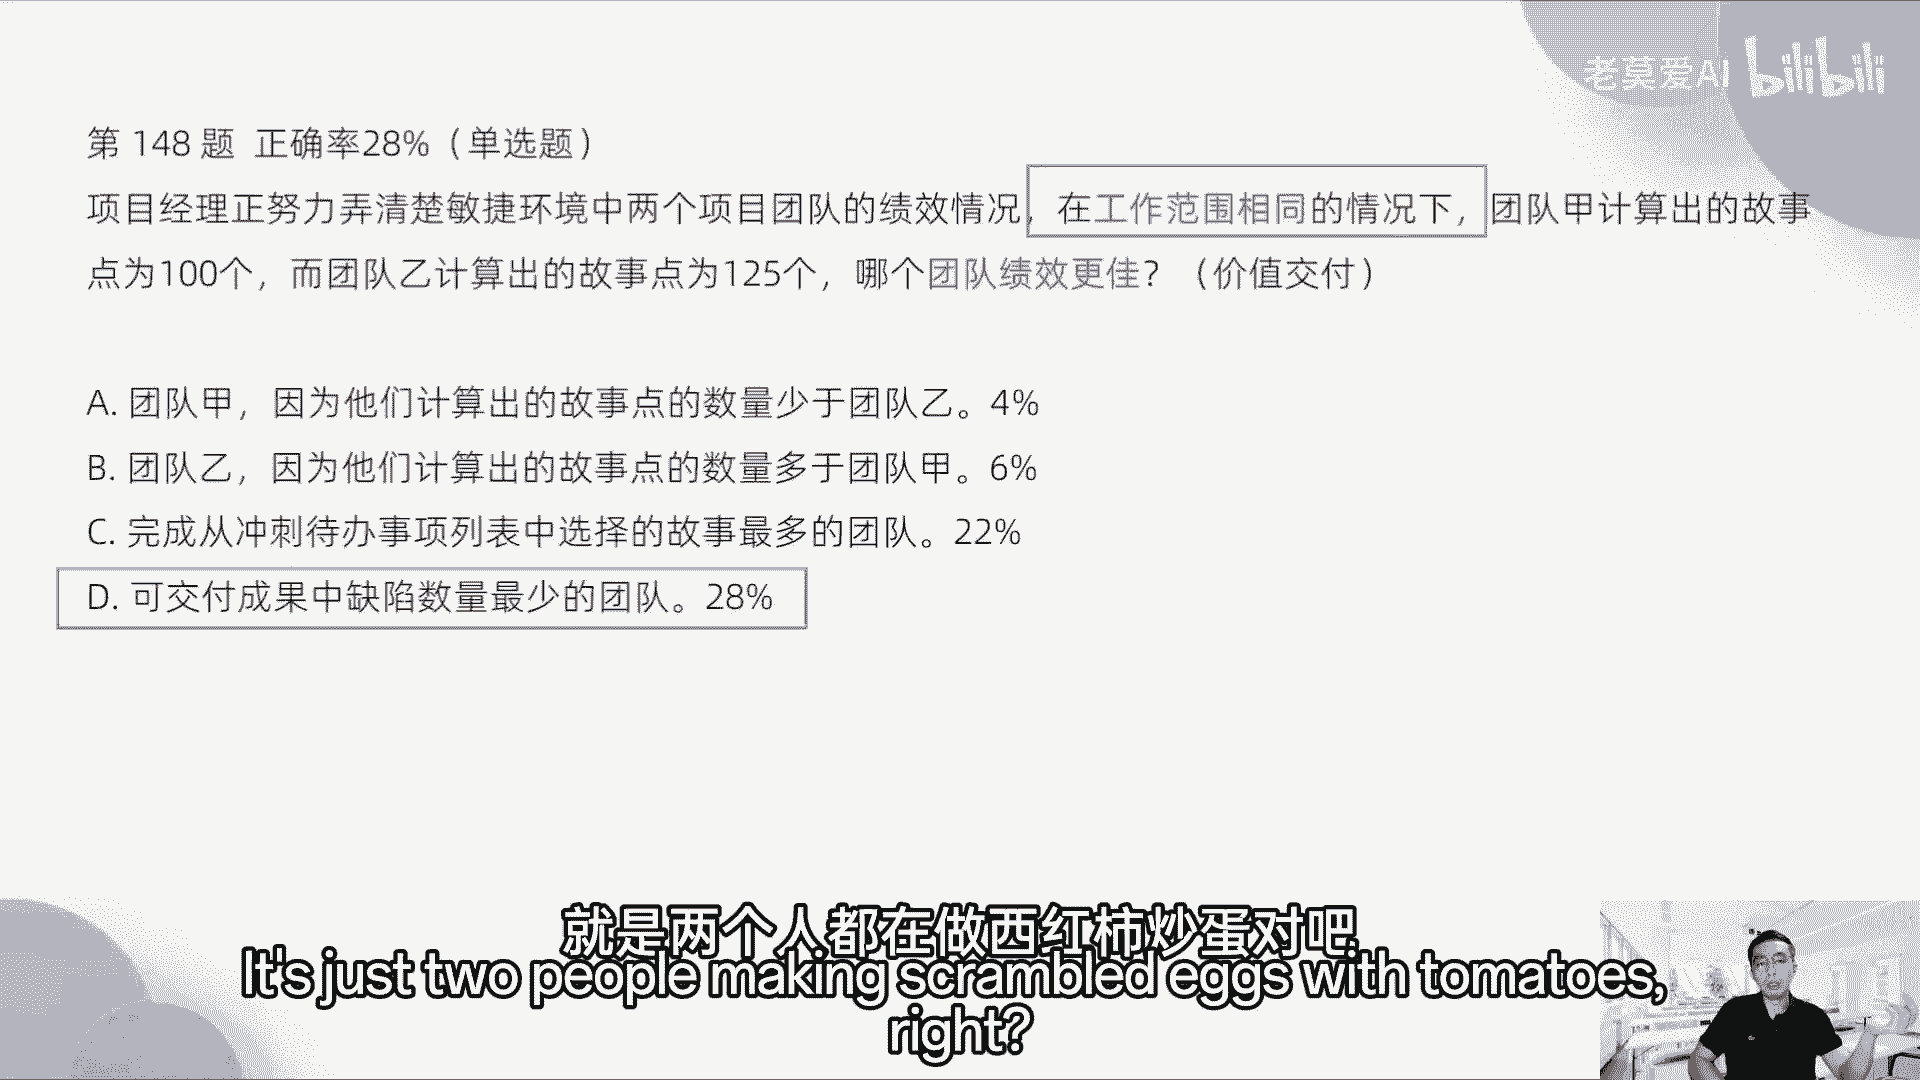 老莫爱AI bilibili
第 148 题 正确率28%（单选题）
项目经理正努力弄清楚敏捷环境中两个项目团队的绩效情况，在工作范围相同的情况下，团队甲计算出的故事
点为100个，而团队乙计算出的故事点为125个，哪个团队绩效更佳？（价值交付）
A. 团队甲，因为他们计算出的故事点的数量少于团队乙。4%
B. 团队乙，因为他们计算出的故事点的数量多于团队甲。6%
C. 完成从冲刺待办事项列表中选择的故事最多的团队。22%
D. 可交付成果中缺陷数量最少的团队。28%
就是两个人都在做西红柿炒蛋对吧
It's just two people making scrambled eggs with tomatoes,
right?